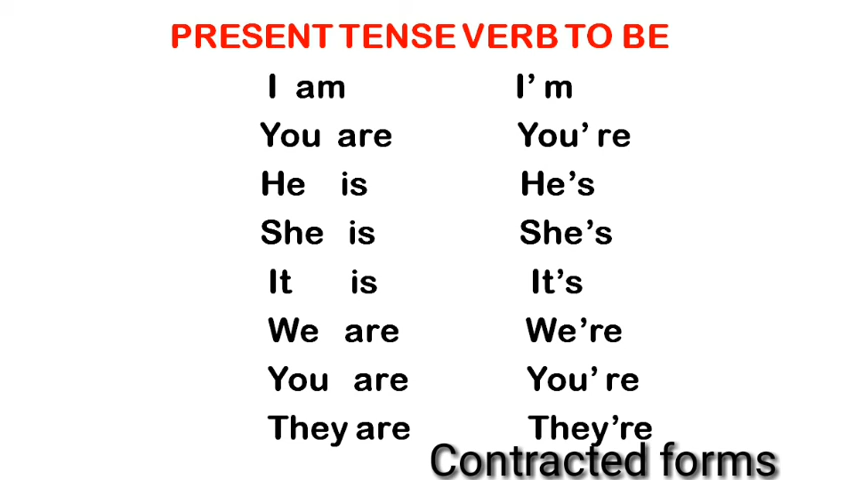 PRESENT TENSE VERB TO BE
I am I' m
You are You' re
He is He's
She is She's
It is It's
We are We're
You are You' re
They are They're
Contracted forms